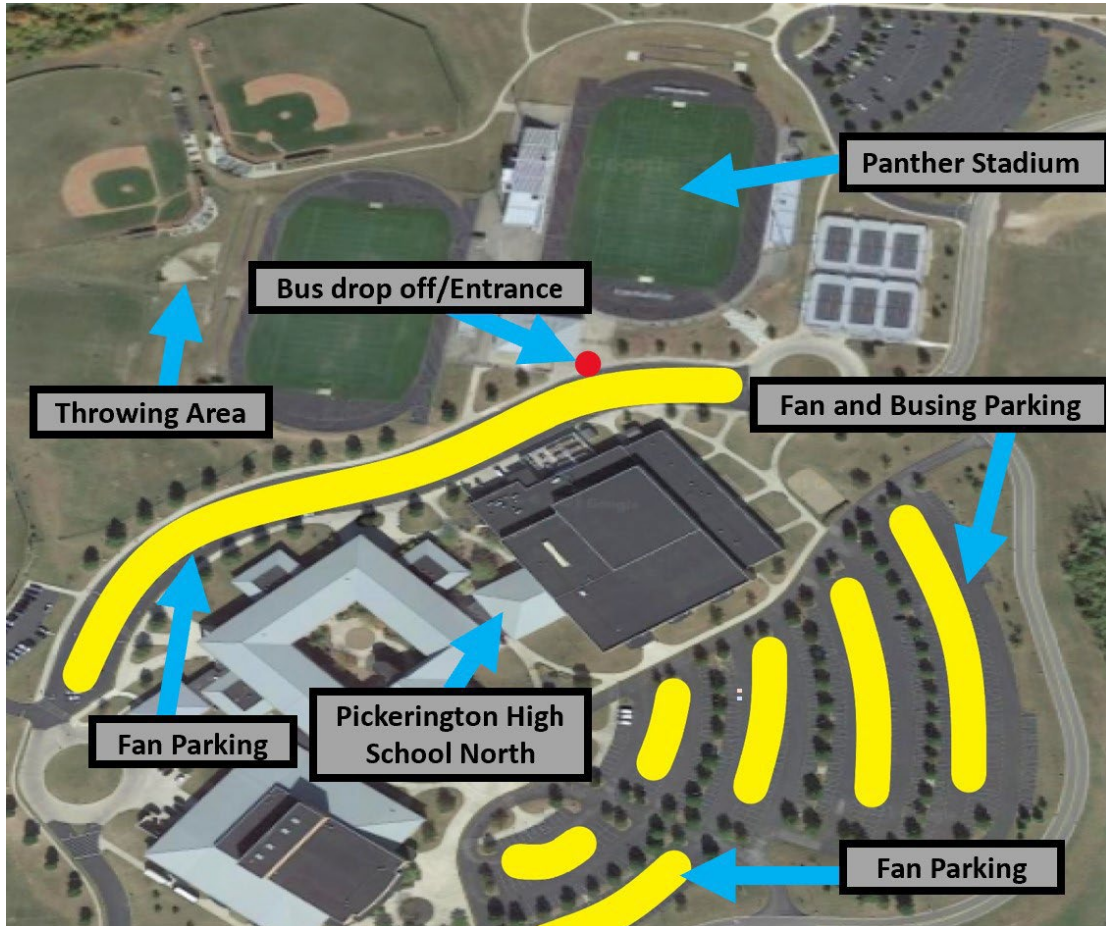 Panther Stadium
Bus drop off/Entrance
Throwing Area
Fan and Busing Parking
Fan Parking
Pickerington High
School North
Fan Parking